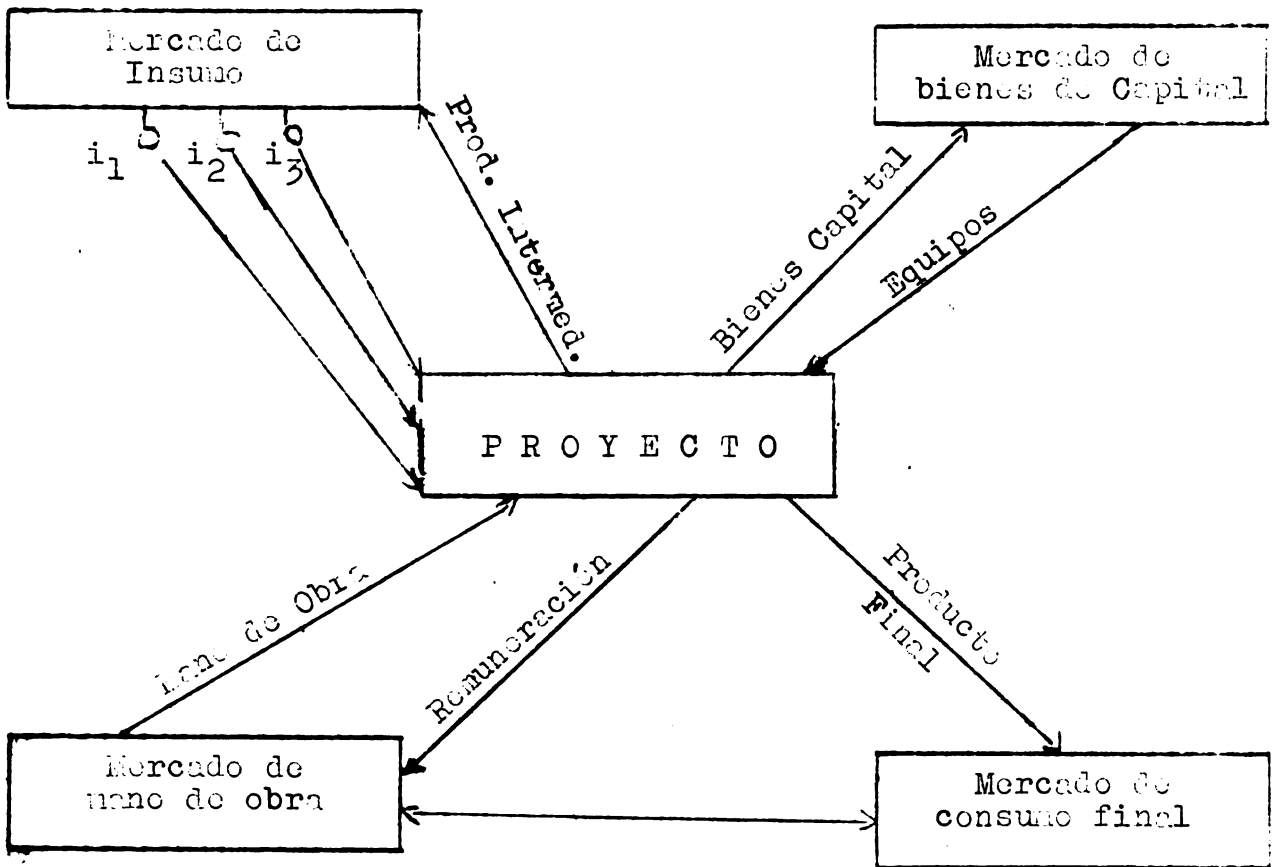 Mercado de
Insumo
Mercado de
bienes de Capital
i1
i2
i3
Prod. Intermed.
Bienes Capital
Equipos
PROYECTO
Mano de Obra
Remuneración
Producto
Final
Mercado de
mano de obra
Mercado de
consumo final